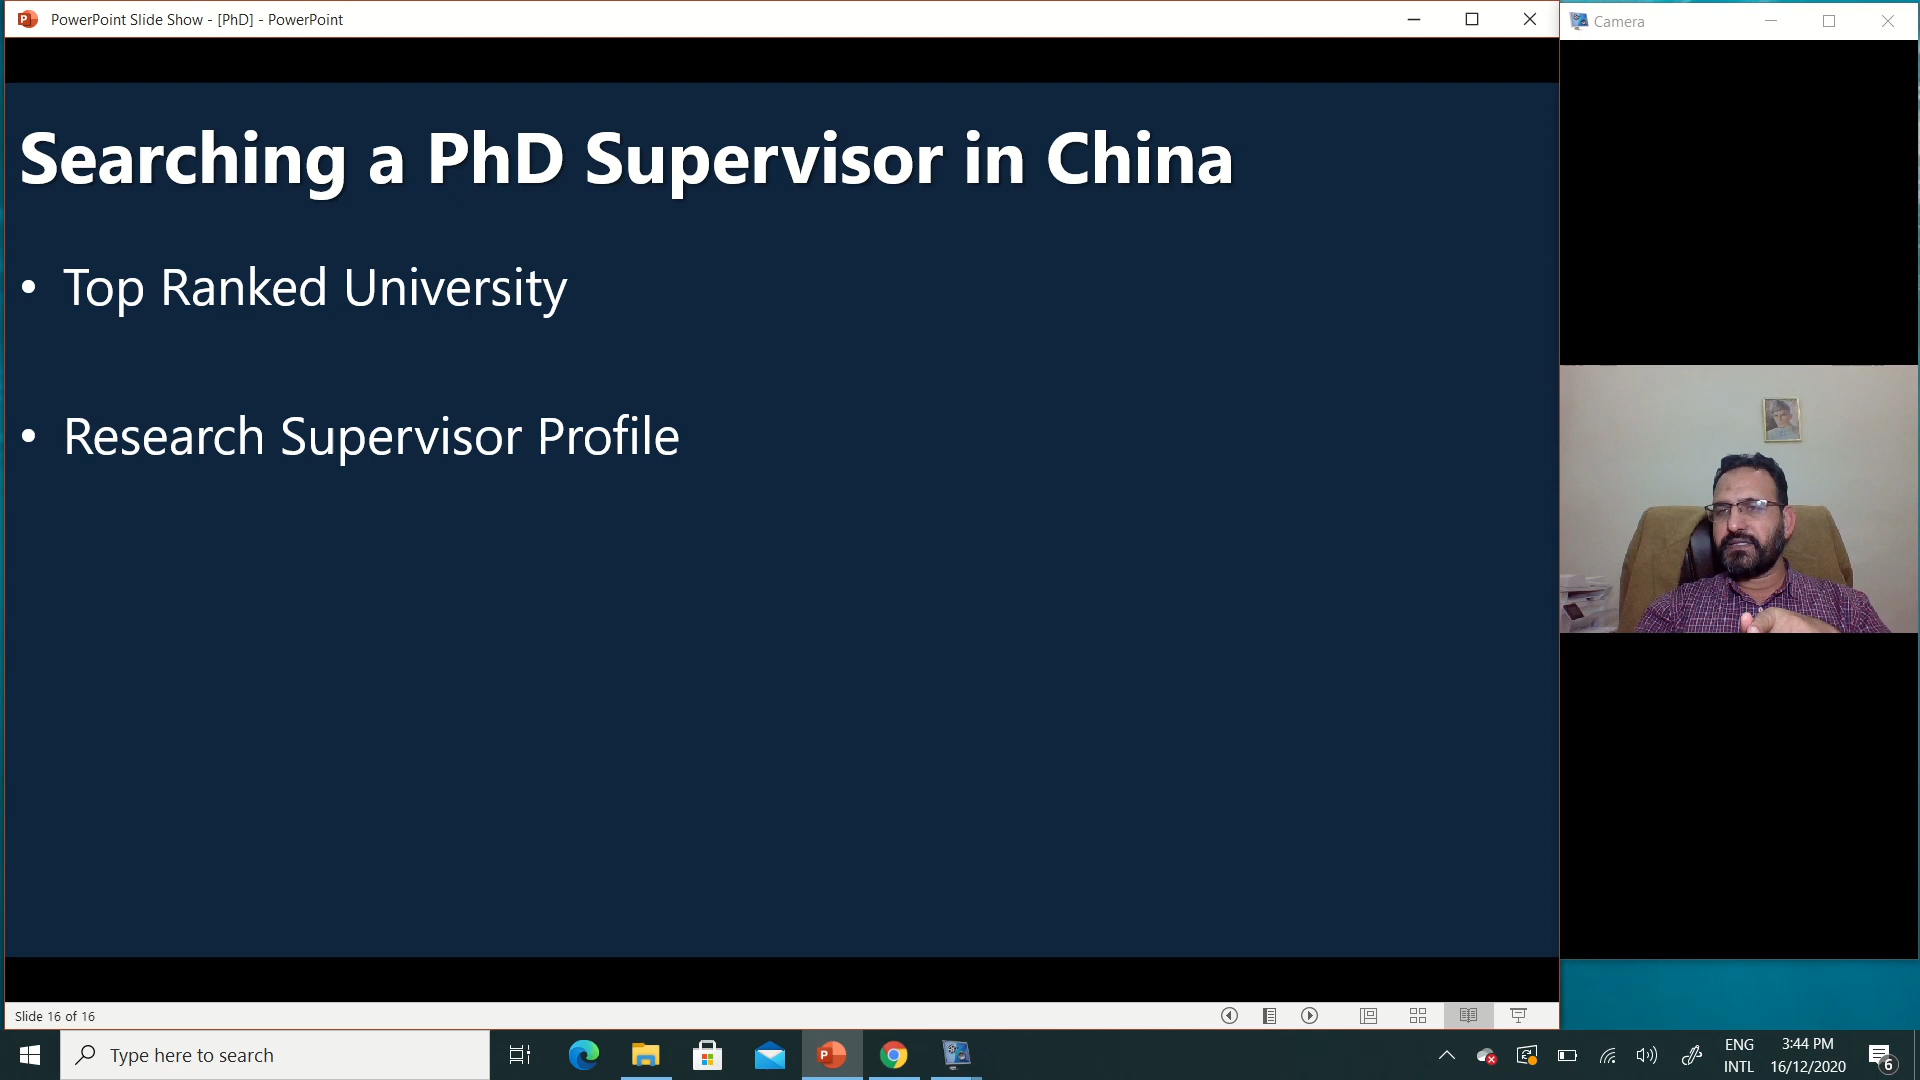 PowerPoint Slide Show - [PhD] - PowerPoint
Camera
Searching a PhD Supervisor in China
• Top Ranked University
• Research Supervisor Profile
Slide 16 of 16
Type here to search
ENG
INTL
3:44 PM
16/12/2020
6